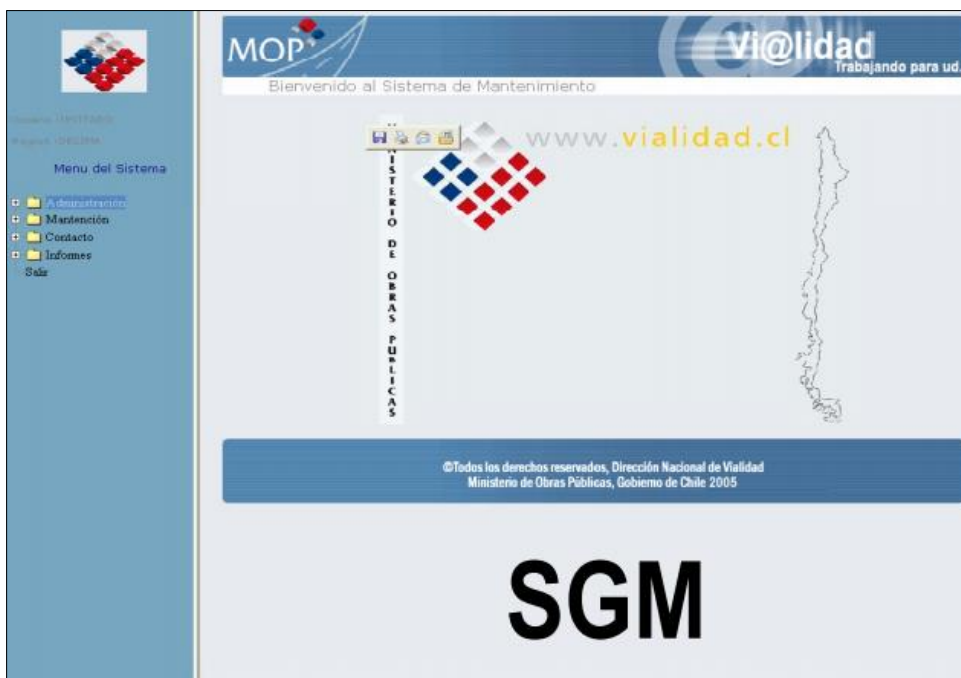 MOP
Vi@lidad
Trabajando para ud.
Bienvenido al Sistema de Mantenimiento
Menu del Sistema
Administración
Mantención
Contacto
Informes
Salir
www.vialidad.cl
MINISTERIO DE OBRAS PUBLICAS
©Todos los derechos reservados, Dirección Nacional de Vialidad
Ministerio de Obras Públicas, Gobierno de Chile 2005
SGM